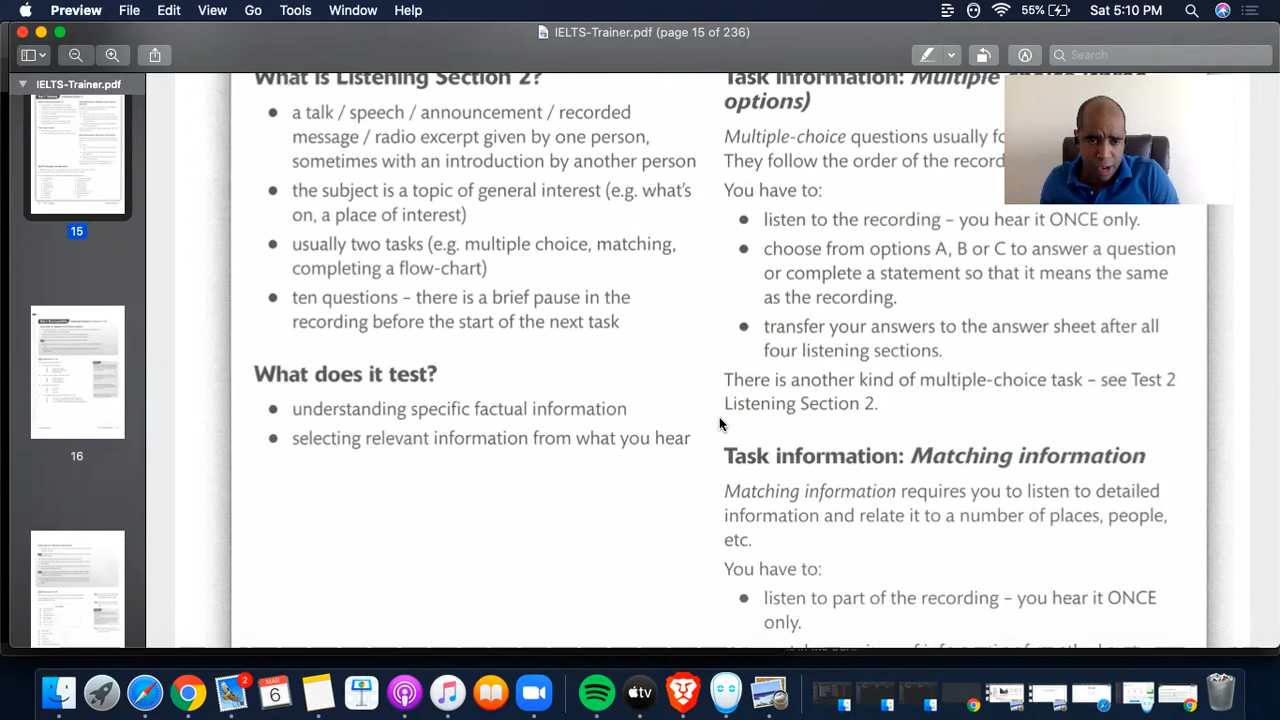 Preview File Edit View Go Tools Window Help
55% Sat 5:10 PM
IELTS-Trainer.pdf (page 15 of 236)
Search
IELTS-Trainer.pdf
15
16
What is Listening Section 2?
• a talk / speech / announcement / recorded
message / radio excerpt given by one person,
sometimes with an introduction by another person
• the subject is a topic of general interest (e.g. what's
on, a place of interest)
• usually two tasks (e.g. multiple choice, matching,
completing a flow-chart)
• ten questions – there is a brief pause in the
recording before the start of the next task
What does it test?
• understanding specific factual information
• selecting relevant information from what you hear
Task information: Multiple choice (three
options)
Multiple choice questions usually
They follow the order of the
You have to:
• listen to the recording – you hear it ONCE only.
• choose from options A, B or C to answer a question
or complete a statement so that it means the same
as the recording.
• transfer your answers to the answer sheet after all
four listening sections.
There is another kind of multiple-choice task – see Test 2
Listening Section 2.
Task information: Matching information
Matching information requires you to listen to detailed
information and relate it to a number of places, people,
etc.
You have to:
• listen to part of the recording – you hear it ONCE
only.
MAR
6
2
tv